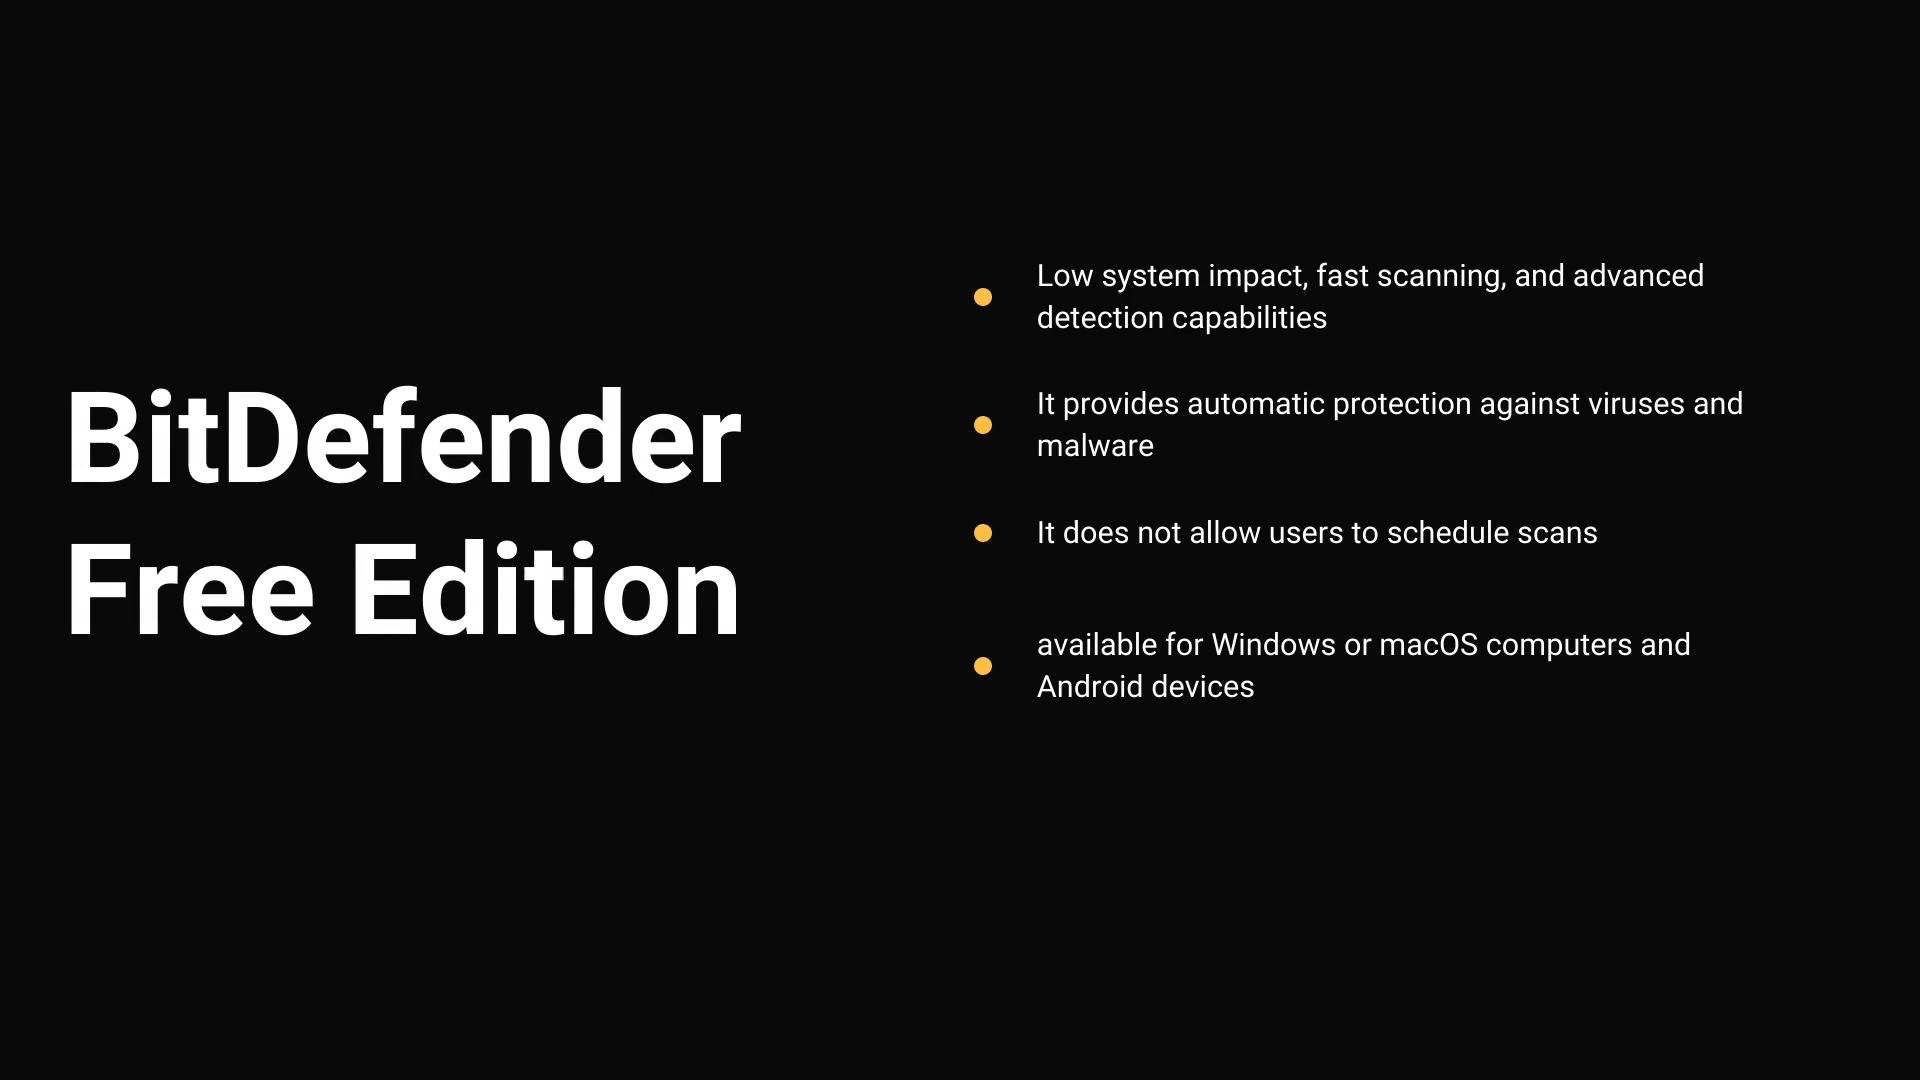 BitDefender
Free Edition
Low system impact, fast scanning, and advanced
detection capabilities
It provides automatic protection against viruses and
malware
It does not allow users to schedule scans
available for Windows or macOS computers and
Android devices